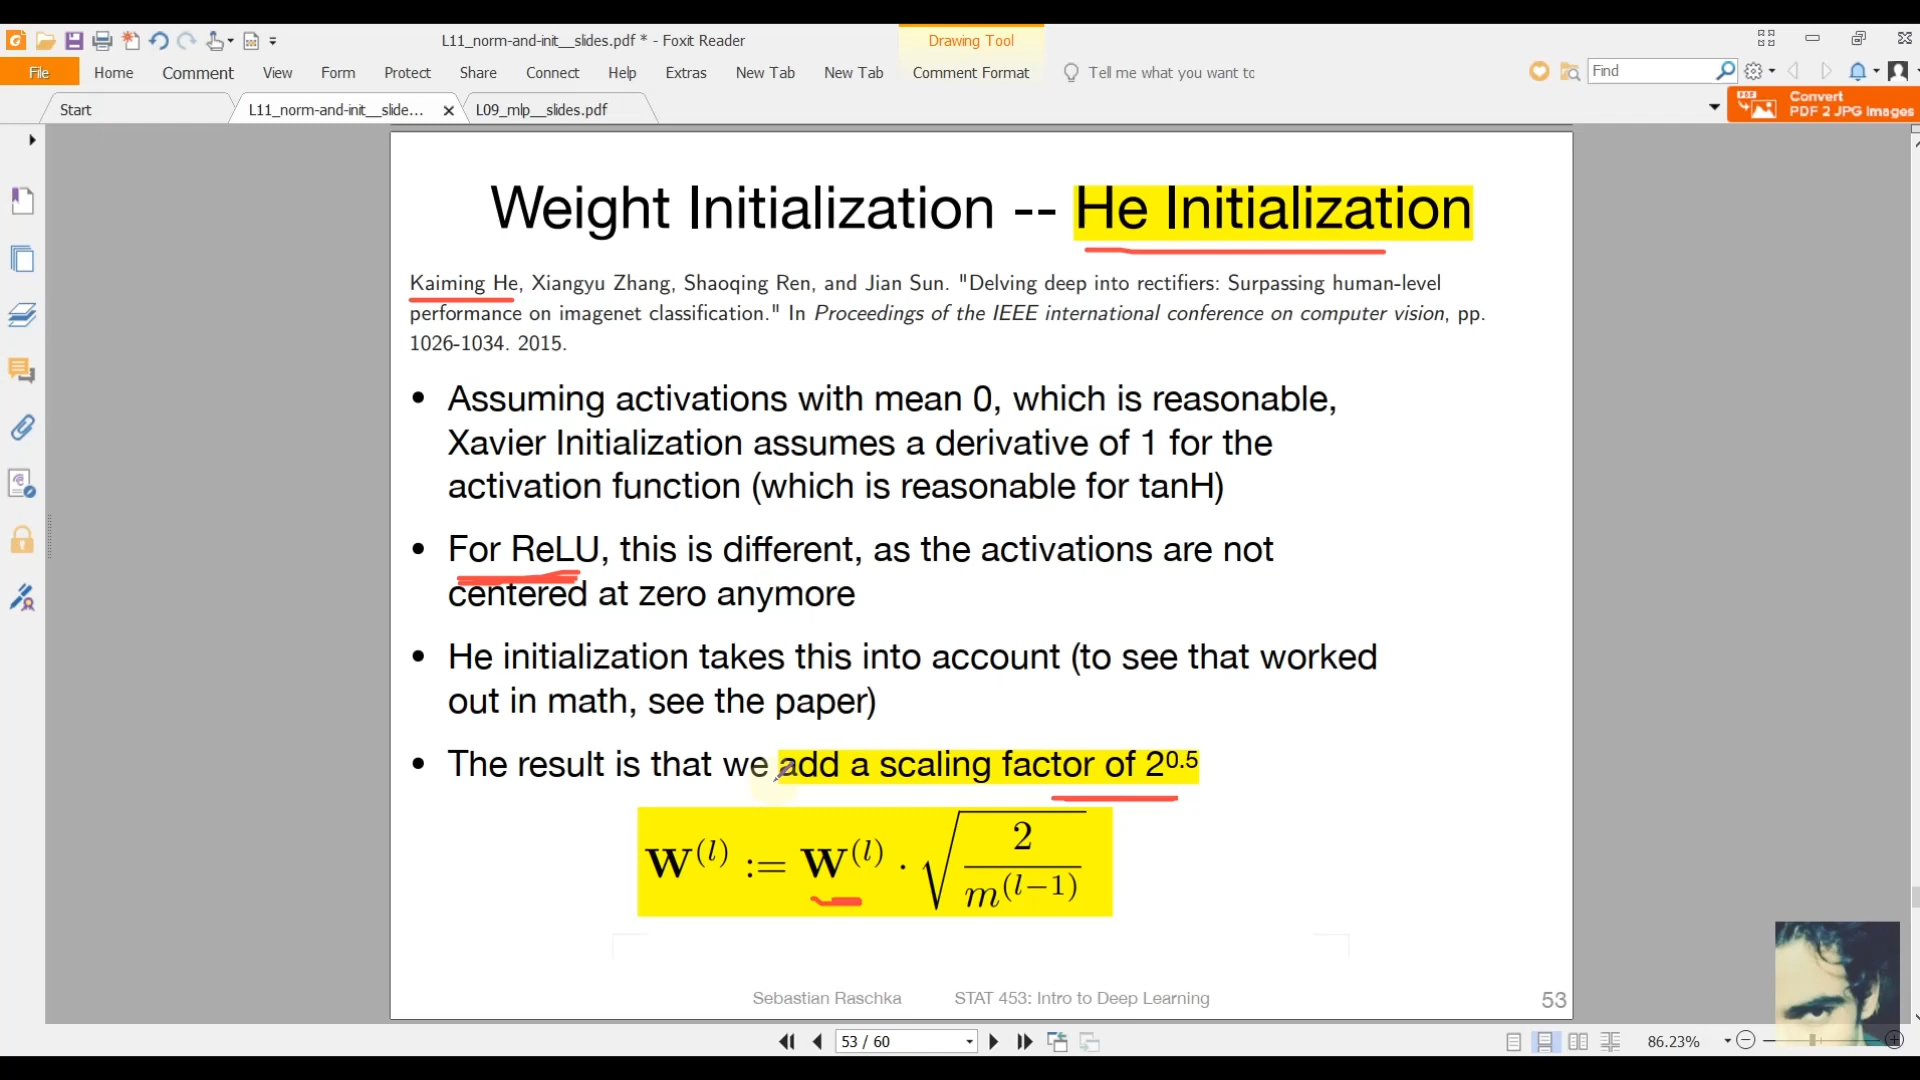 L11_norm-and-init__slides.pdf * - Foxit Reader
Drawing Tool
File Home Comment View Form Protect Share Connect Help Extras New Tab New Tab Comment Format Tell me what you want to Find
Start L11_norm-and-init__slide... L09_mlp__slides.pdf
Convert
PDF 2 JPG Images
Weight Initialization -- He Initialization
Kaiming He, Xiangyu Zhang, Shaoqing Ren, and Jian Sun. "Delving deep into rectifiers: Surpassing human-level
performance on imagenet classification." In Proceedings of the IEEE international conference on computer vision, pp.
1026-1034. 2015.
• Assuming activations with mean 0, which is reasonable,
Xavier Initialization assumes a derivative of 1 for the
activation function (which is reasonable for tanH)
• For ReLU, this is different, as the activations are not
centered at zero anymore
• He initialization takes this into account (to see that worked
out in math, see the paper)
• The result is that we add a scaling factor of 2^0.5
W^(l) := W^(l) · √(2 / m^(l−1))
Sebastian Raschka STAT 453: Intro to Deep Learning 53
53 / 60 86.23%